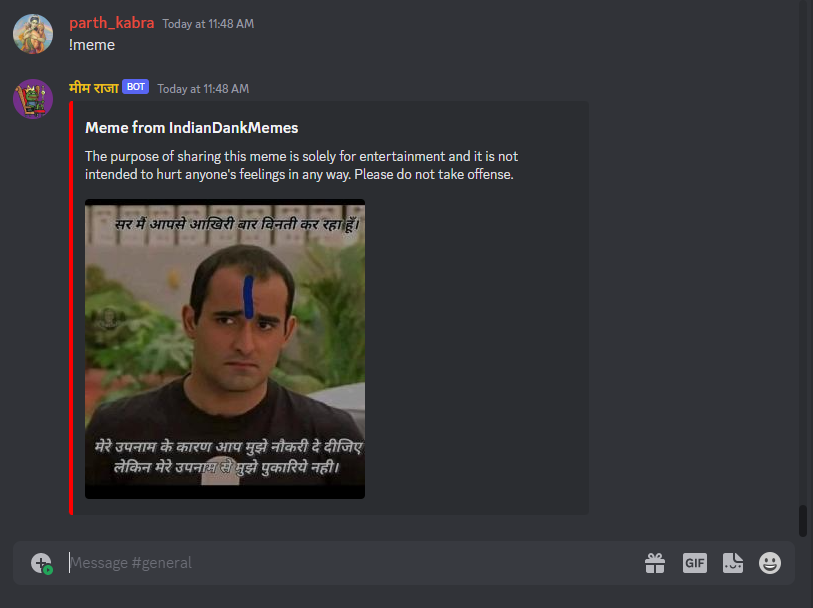 parth_kabra Today at 11:48 AM
!meme
मीम राजा BOT Today at 11:48 AM
Meme from IndianDankMemes
The purpose of sharing this meme is solely for entertainment and it is not
intended to hurt anyone's feelings in any way. Please do not take offense.
सर मैं आपसे आखिरी बार विनती कर रहा हूँ।
मेरे उपनाम के कारण आप मुझे नौकरी दे दीजिए
लेकिन मेरे उपनाम से मुझे पुकारिये नही।
Message #general
GIF